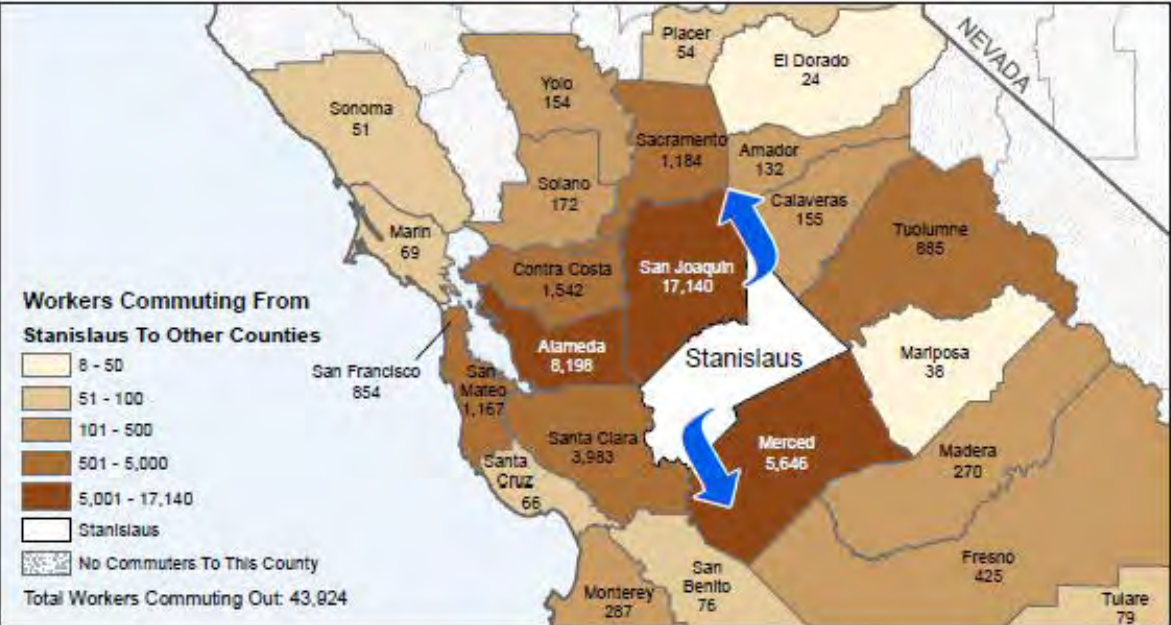 Placer
54
El Dorado
24
NEVADA
Yolo
154
Sonoma
51
Sacramento
1,184
Amador
132
Solano
172
Calaveras
155
Tuolumne
885
Marin
69
Contra Costa
1,542
San Joaquin
17,140
Workers Commuting From
Stanislaus To Other Counties
8 - 50
51 - 100
101 - 500
501 - 5,000
5,001 - 17,140
Stanislaus
No Commuters To This County
Total Workers Commuting Out: 43,924
Alameda
8,198
Stanislaus
Mariposa
38
San Francisco
854
San
Mateo
1,167
Santa Clara
3,983
Merced
5,646
Madera
270
Santa
Cruz
66
Fresno
425
San
Benito
76
Monterey
287
Tulare
79